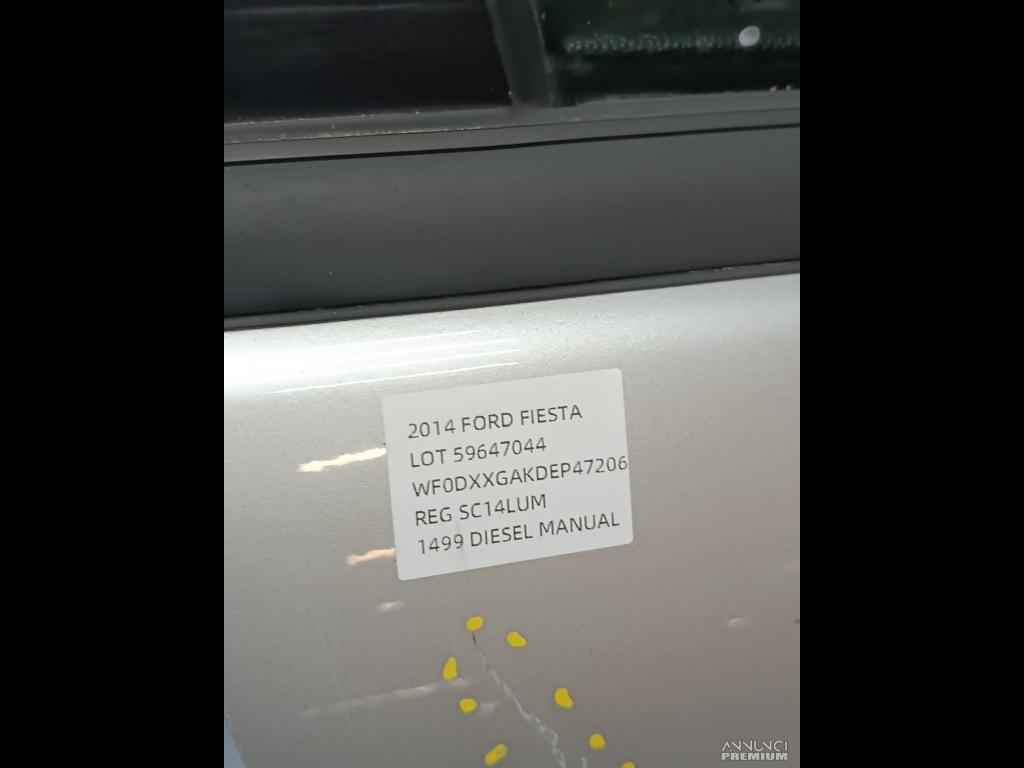 2014 FORD FIESTA
LOT 59647044
WF0DXXGAKDEP47206
REG SC14LUM
1499 DIESEL MANUAL
ANNUNCI
PREMIUM